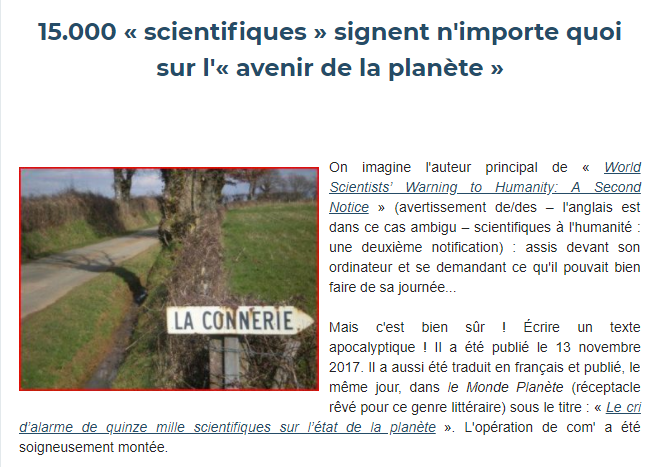 15.000 « scientifiques » signent n'importe quoi
sur l'« avenir de la planète »
LA CONNERIE
On imagine l'auteur principal de « World
Scientists' Warning to Humanity: A Second
Notice » (avertissement de/des – l'anglais est
dans ce cas ambigu – scientifiques à l'humanité :
une deuxième notification) : assis devant son
ordinateur et se demandant ce qu'il pouvait bien
faire de sa journée...
Mais c'est bien sûr ! Écrire un texte
apocalyptique ! Il a été publié le 13 novembre
2017. Il a aussi été traduit en français et publié, le
même jour, dans le Monde Planète (réceptacle
rêvé pour ce genre littéraire) sous le titre : « Le cri
d'alarme de quinze mille scientifiques sur l'état de la planète ». L'opération de com' a été
soigneusement montée.